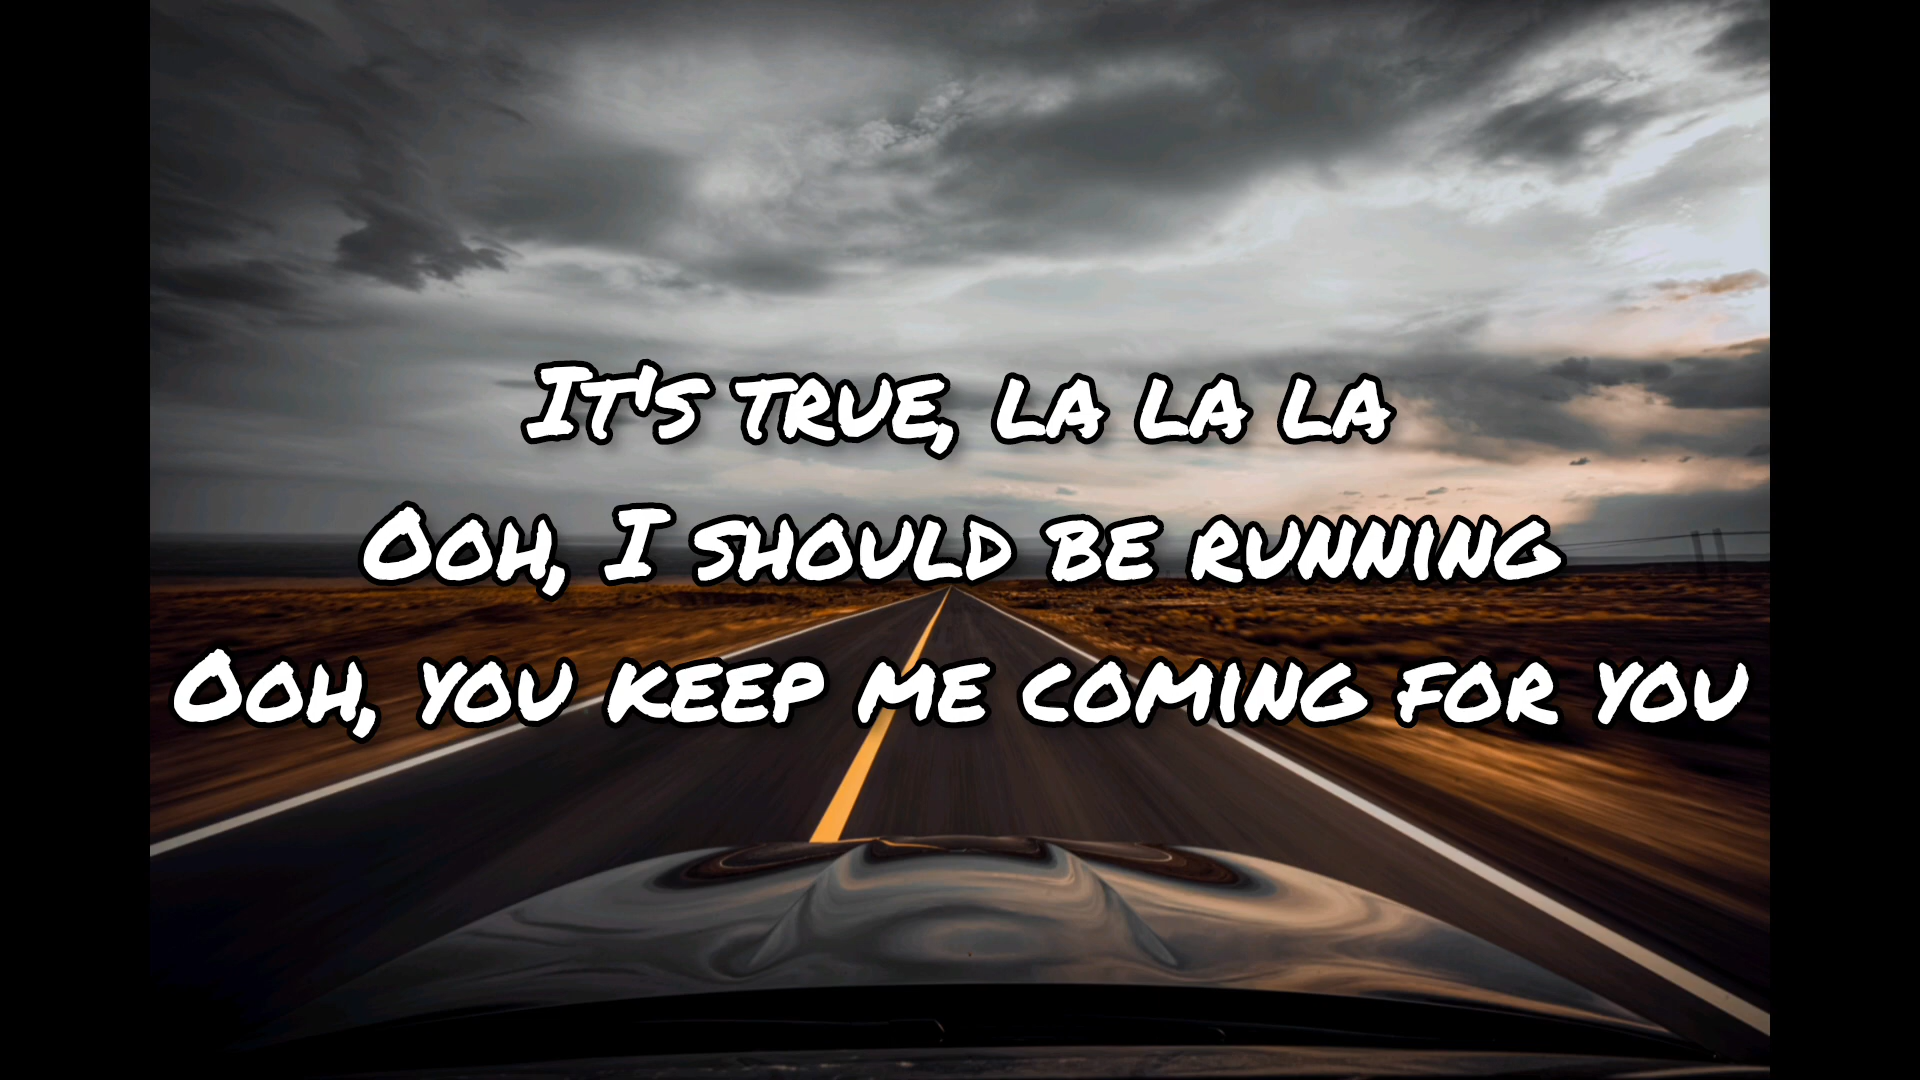 It's true, la la la
Ooh, I should be running
Ooh, you keep me coming for you